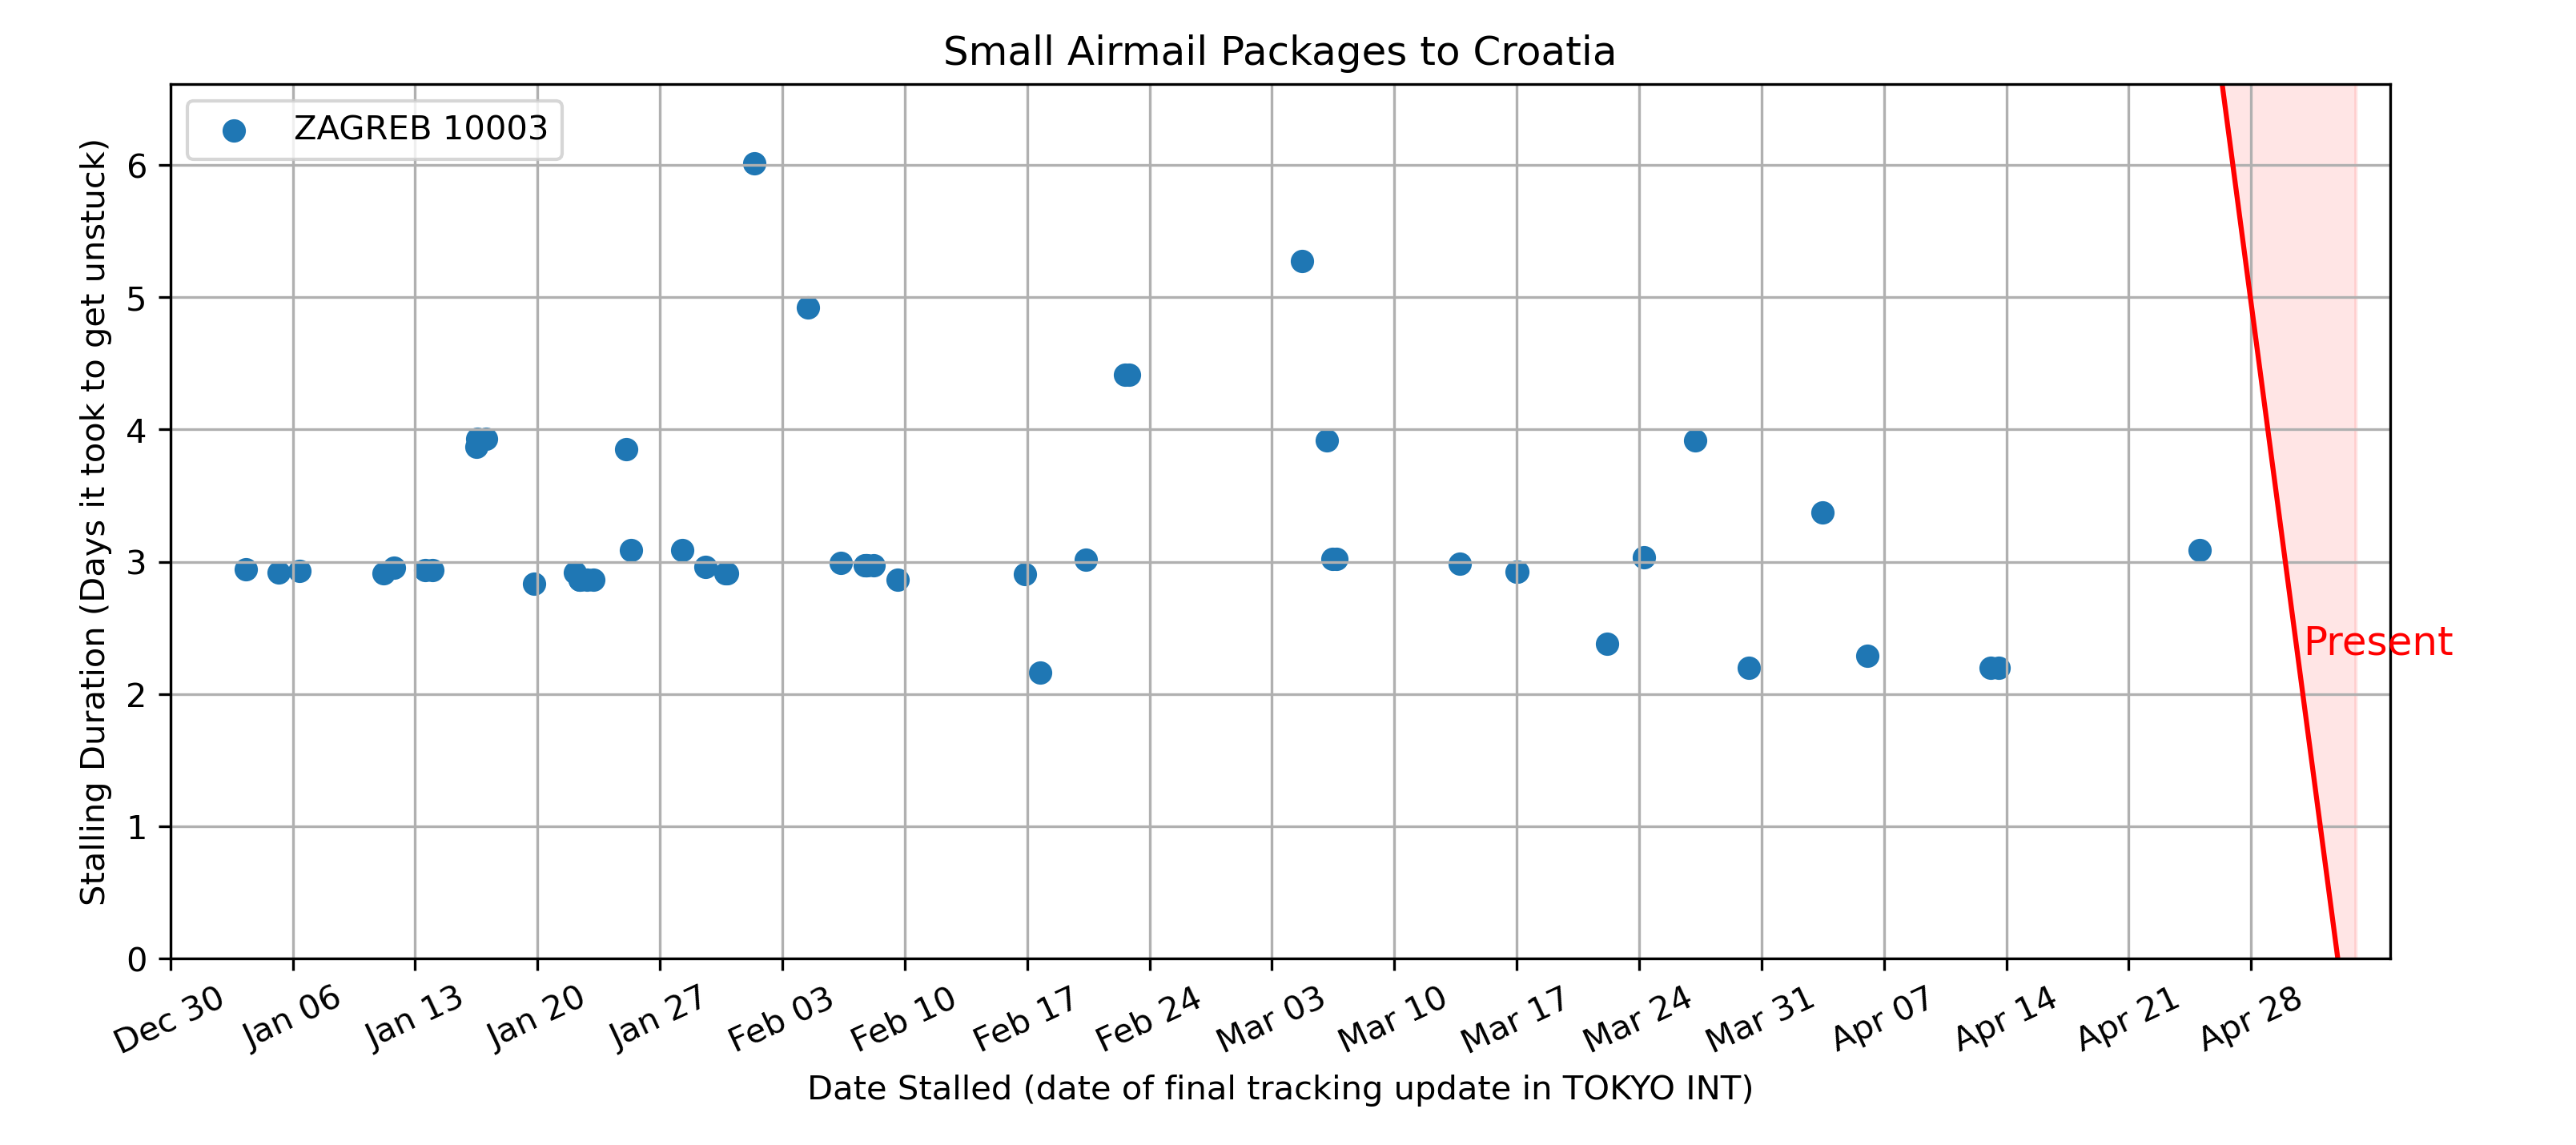 Small Airmail Packages to Croatia
ZAGREB 10003
Stalling Duration (Days it took to get unstuck)
6
5
4
3
2
1
0
Present
Dec 30
Jan 06
Jan 13
Jan 20
Jan 27
Feb 03
Feb 10
Feb 17
Feb 24
Mar 03
Mar 10
Mar 17
Mar 24
Mar 31
Apr 07
Apr 14
Apr 21
Apr 28
Date Stalled (date of final tracking update in TOKYO INT)